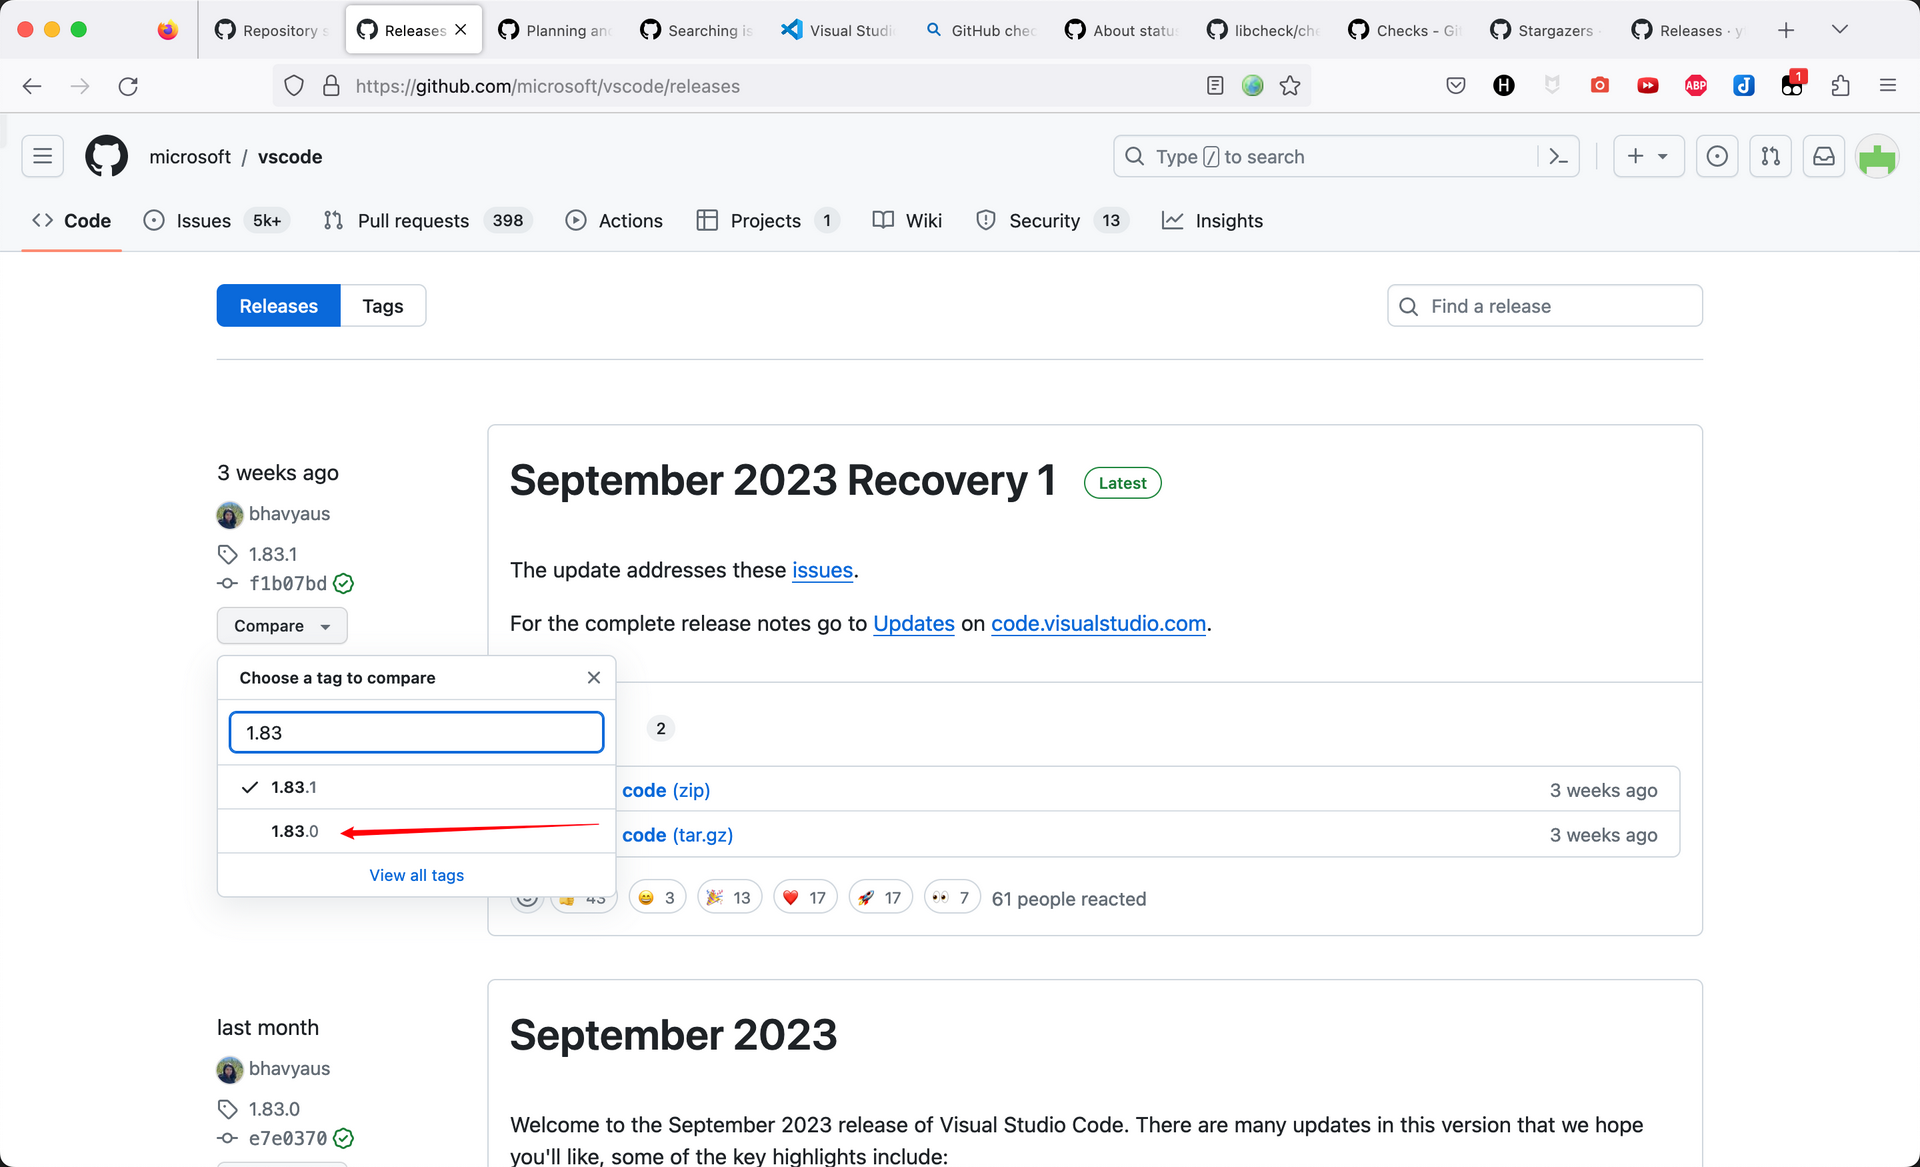 Repository s
Releases
Planning and
Searching is
Visual Studi
GitHub chec
About statu
libcheck/che
Checks - Git
Stargazers ·
Releases · y
https://github.com/microsoft/vscode/releases
H
ABP
1
microsoft / vscode
Type / to search
Code
Issues 5k+
Pull requests 398
Actions
Projects 1
Wiki
Security 13
Insights
Releases
Tags
Find a release
3 weeks ago
bhavyaus
1.83.1
f1b07bd
Compare
September 2023 Recovery 1
Latest
The update addresses these issues.
For the complete release notes go to Updates on code.visualstudio.com.
Choose a tag to compare
1.83
1.83.1
1.83.0
View all tags
2
code (zip)
3 weeks ago
code (tar.gz)
3 weeks ago
43
3
13
17
17
7
61 people reacted
last month
bhavyaus
1.83.0
e7e0370
September 2023
Welcome to the September 2023 release of Visual Studio Code. There are many updates in this version that we hope
you'll like, some of the key highlights include: